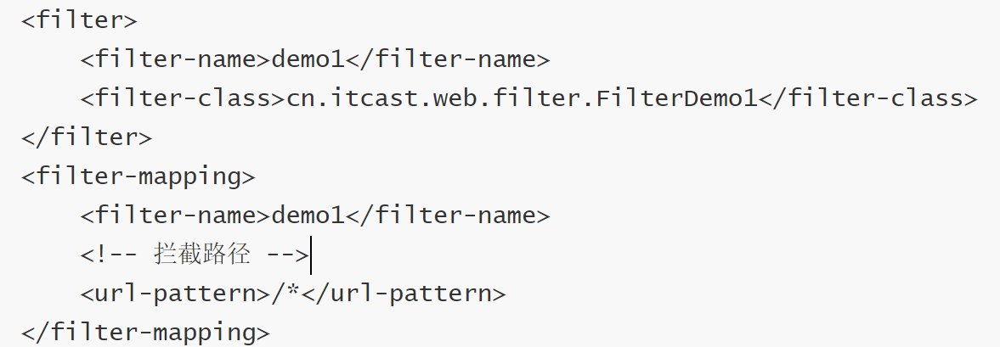 <filter>
    <filter-name>demo1</filter-name>
    <filter-class>cn.itcast.web.filter.FilterDemo1</filter-class>
</filter>
<filter-mapping>
    <filter-name>demo1</filter-name>
    <!-- 拦截路径 -->
    <url-pattern>/*</url-pattern>
</filter-mapping>